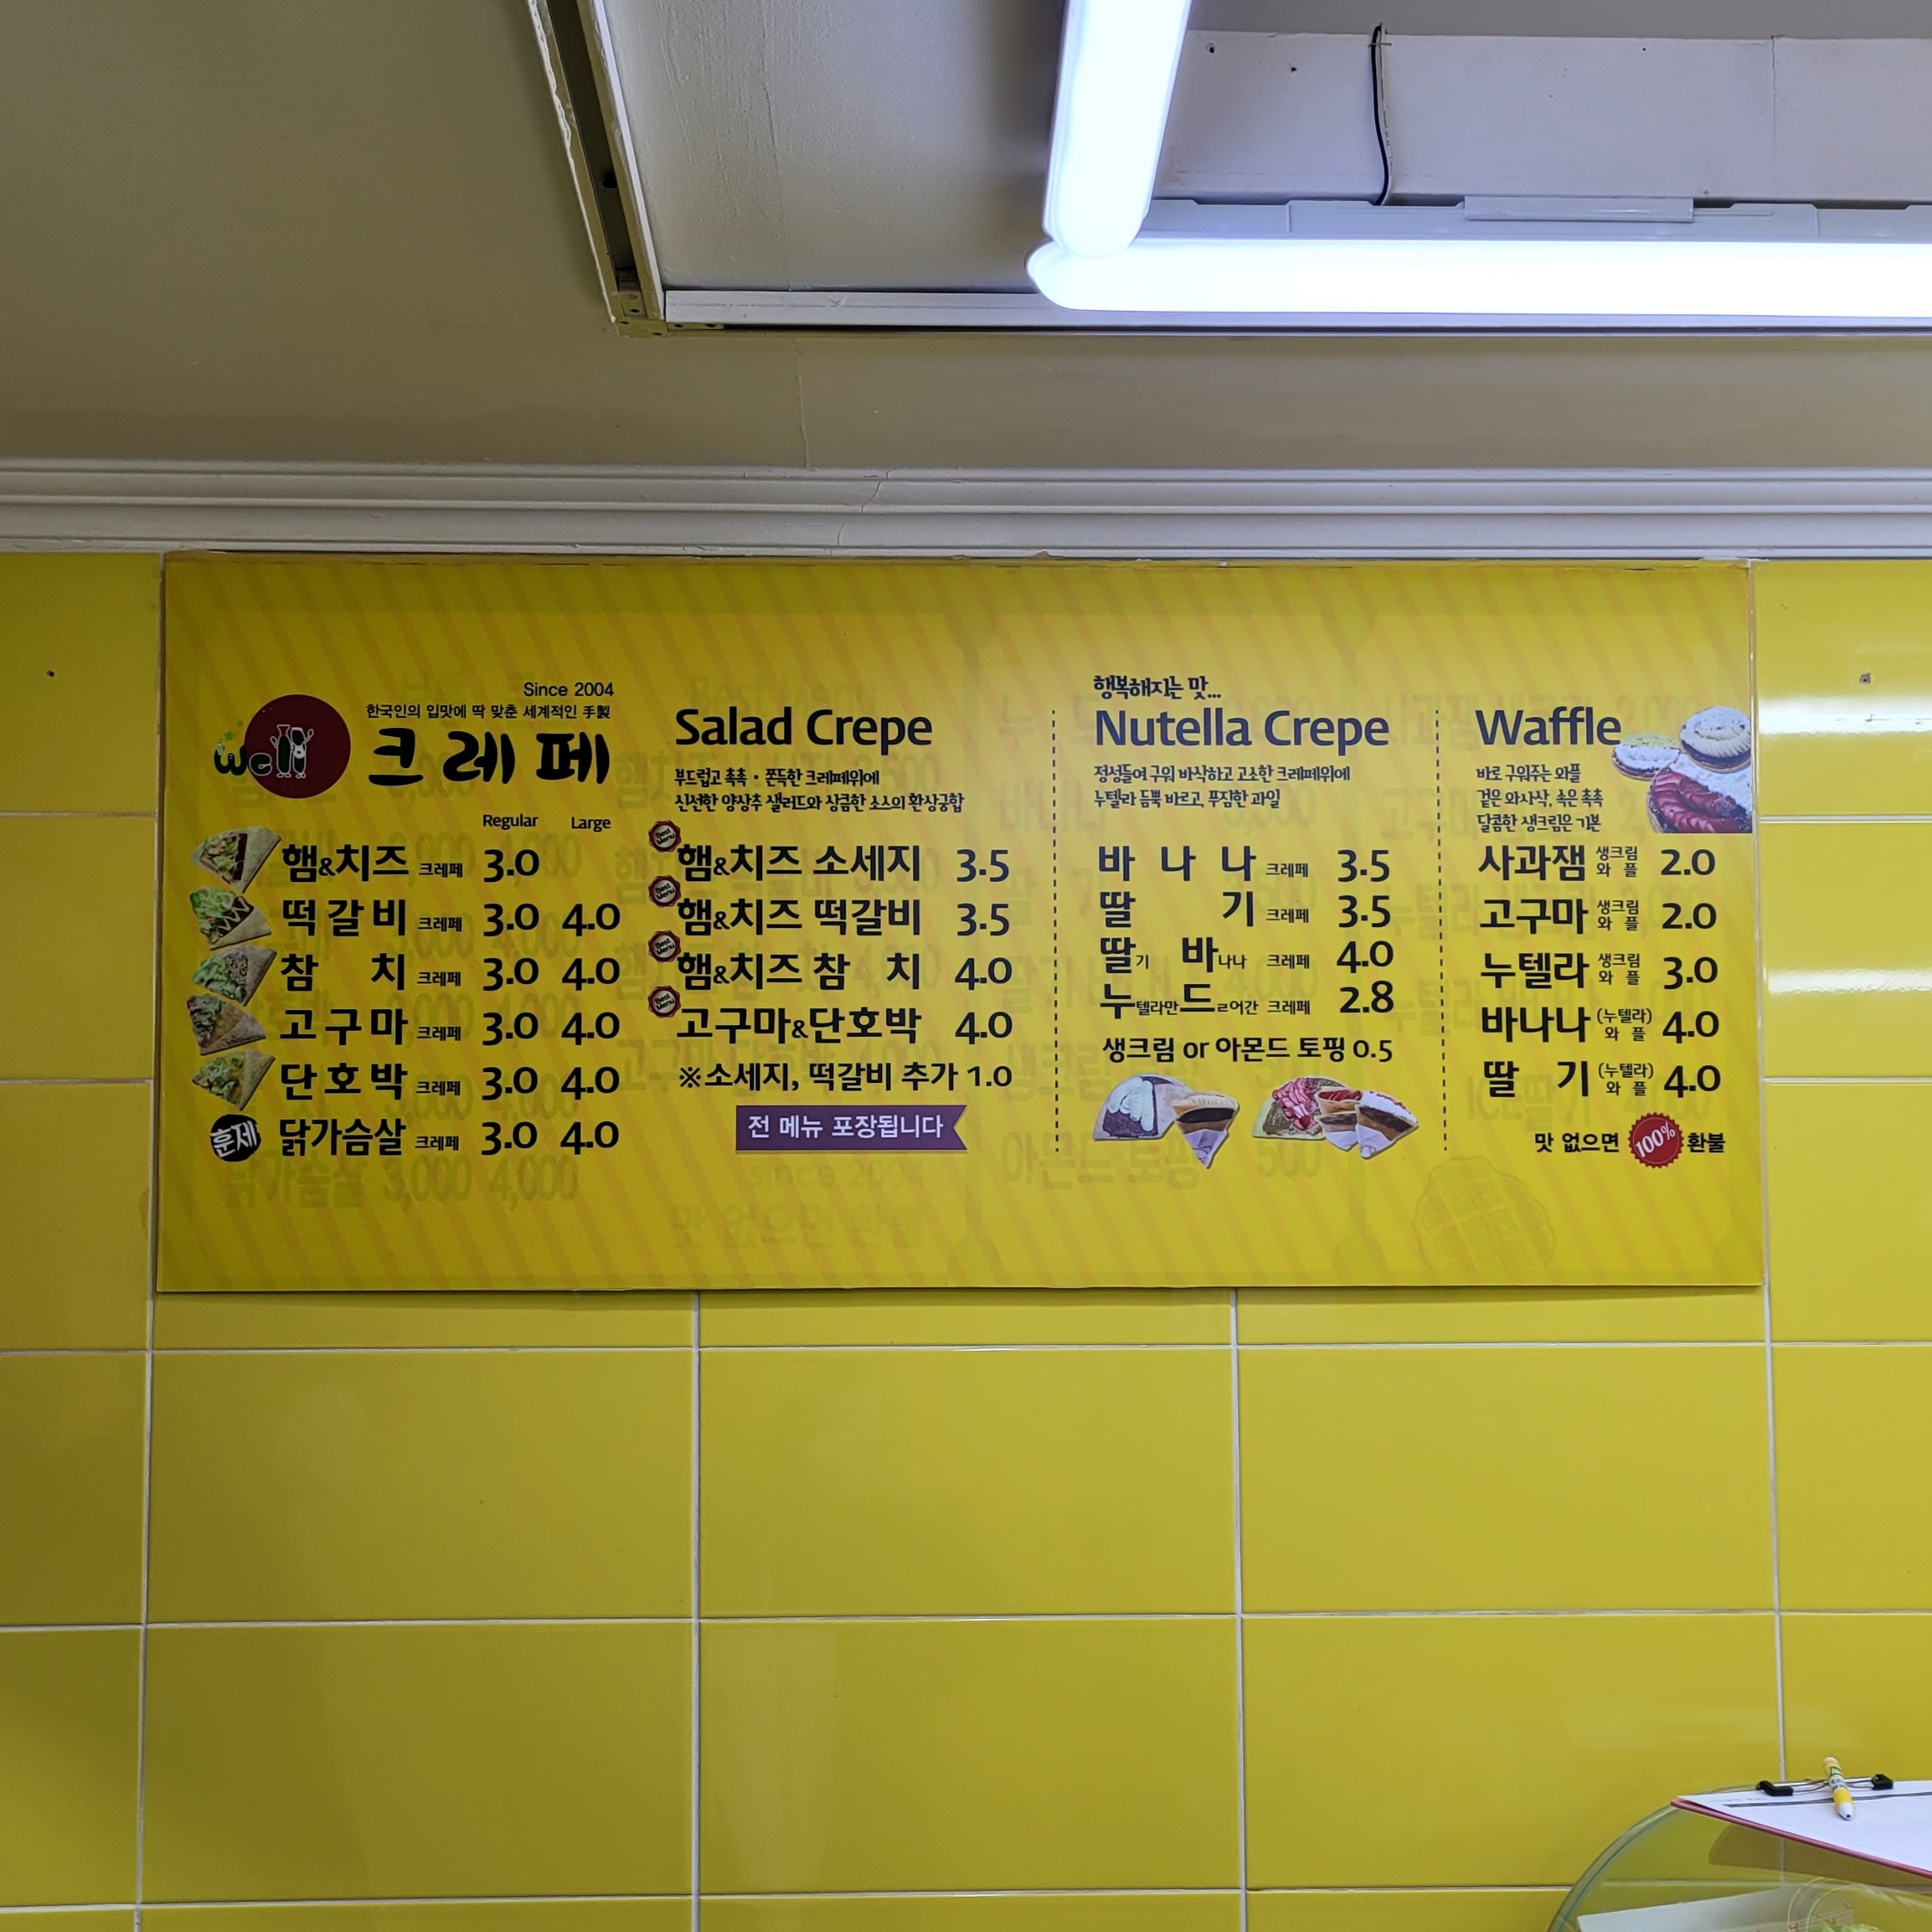 Since 2004
한국인의 입맛에 딱 맞춘 세계적인 手製
well
크레페
Regular Large
햄&치즈 크레페 3.0
떡갈비 크레페 3.0 4.0
참 치 크레페 3.0 4.0
고구마 크레페 3.0 4.0
단호박 크레페 3.0 4.0
훈제 닭가슴살 크레페 3.0 4.0
Salad Crepe
부드럽고 촉촉·쫀득한 크레페위에
신선한 양상추 샐러드와 상큼한 소스의 환상궁합
Best Menu
햄&치즈 소세지 3.5
Best Menu
햄&치즈 떡갈비 3.5
Best Menu
햄&치즈 참 치 4.0
Best Menu
고구마&단호박 4.0
※소세지, 떡갈비 추가 1.0
전 메뉴 포장됩니다
행복해지는 맛...
Nutella Crepe
정성들여 구워 바삭하고 고소한 크레페위에
누텔라 듬뿍 바르고, 푸짐한 과일
바 나 나 크레페 3.5
딸 기 크레페 3.5
딸기 바나나 크레페 4.0
누텔라만드르어간 크레페 2.8
생크림 or 아몬드 토핑 0.5
Waffle
바로 구워주는 와플
겉은 와사삭, 속은 촉촉
달콤한 생크림은 기본
사과잼 생크림 와 플 2.0
고구마 생크림 와 플 2.0
누텔라 생크림 와 플 3.0
바나나 (누텔라) 와 플 4.0
딸 기 (누텔라) 와 플 4.0
맛 없으면 100% 환불